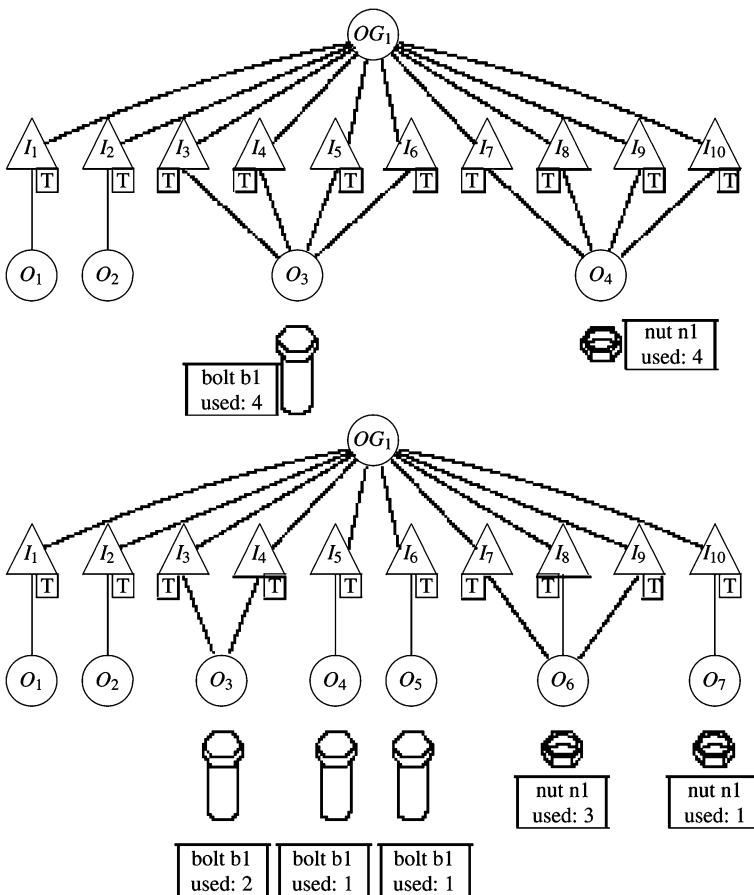 OG1
I1 I2 I3 I4 I5 I6 I7 I8 I9 I10
T T T T T T T T T T
O1 O2 O3 O4
nut n1
used: 4
bolt b1
used: 4
OG1
I1 I2 I3 I4 I5 I6 I7 I8 I9 I10
T T T T T T T T T T
O1 O2 O3 O4 O5 O6 O7
nut n1
used: 3
nut n1
used: 1
bolt b1
used: 2
bolt b1
used: 1
bolt b1
used: 1